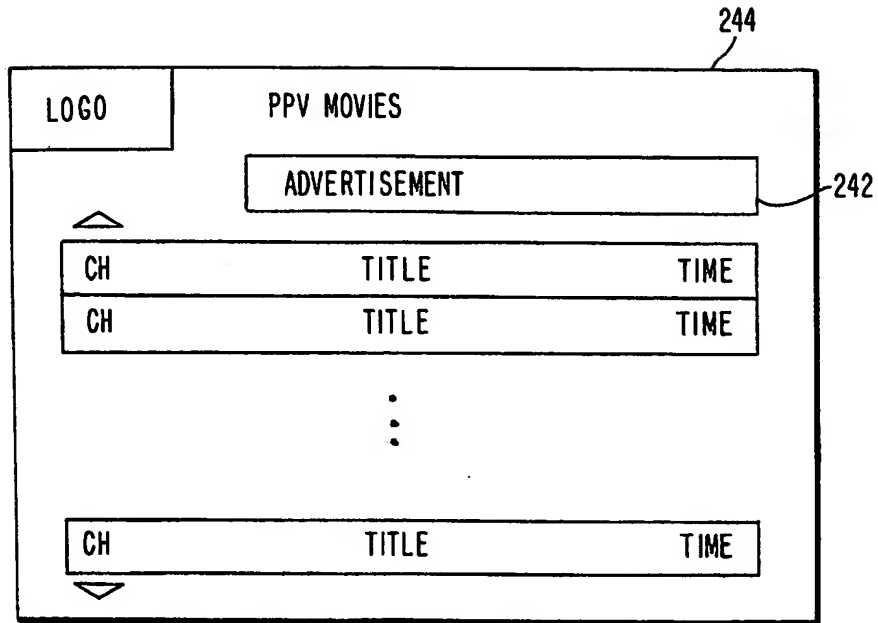 244
LOGO PPV MOVIES
ADVERTISEMENT
242
CH TITLE TIME
CH TITLE TIME
CH TITLE TIME